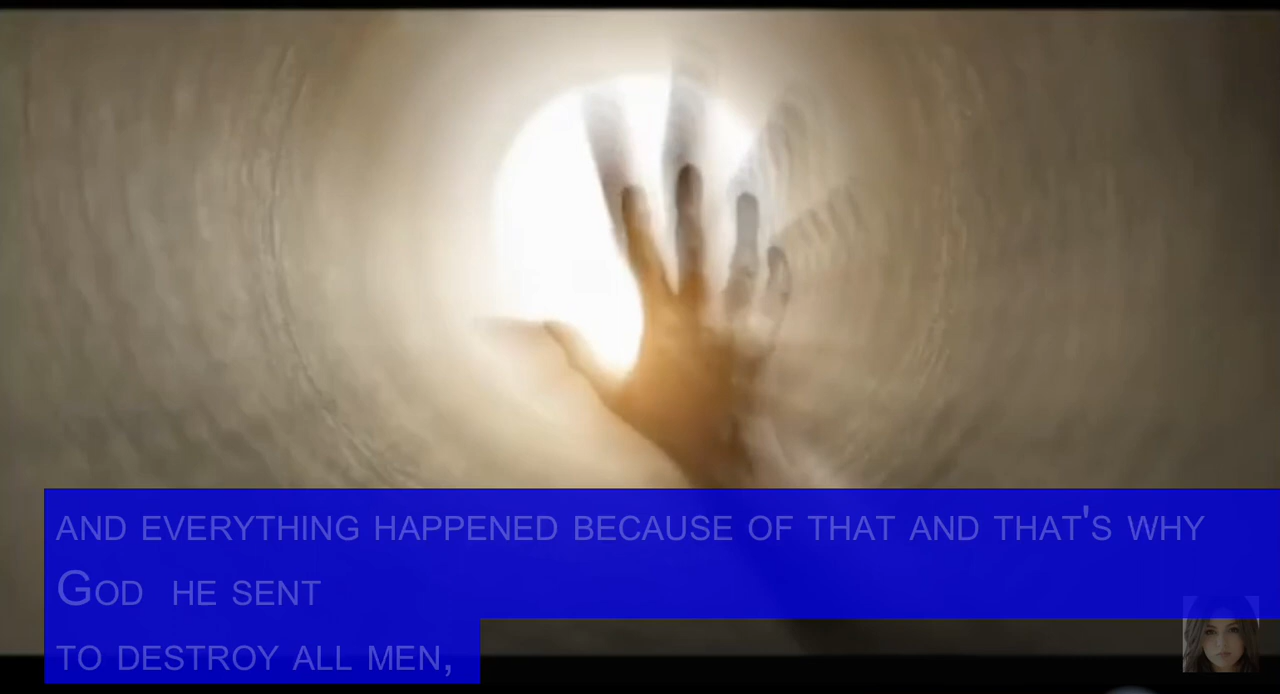 AND EVERYTHING HAPPENED BECAUSE OF THAT AND THAT'S WHY
GOD HE SENT
TO DESTROY ALL MEN,